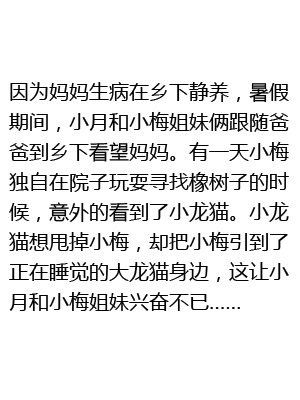 因为妈妈生病在乡下静养，暑假
期间，小月和小梅姐妹俩跟随爸
爸到乡下看望妈妈。有一天小梅
独自在院子玩耍寻找橡树子的时
候，意外的看到了小龙猫。小龙
猫想甩掉小梅，却把小梅引到了
正在睡觉的大龙猫身边，这让小
月和小梅姐妹兴奋不已......